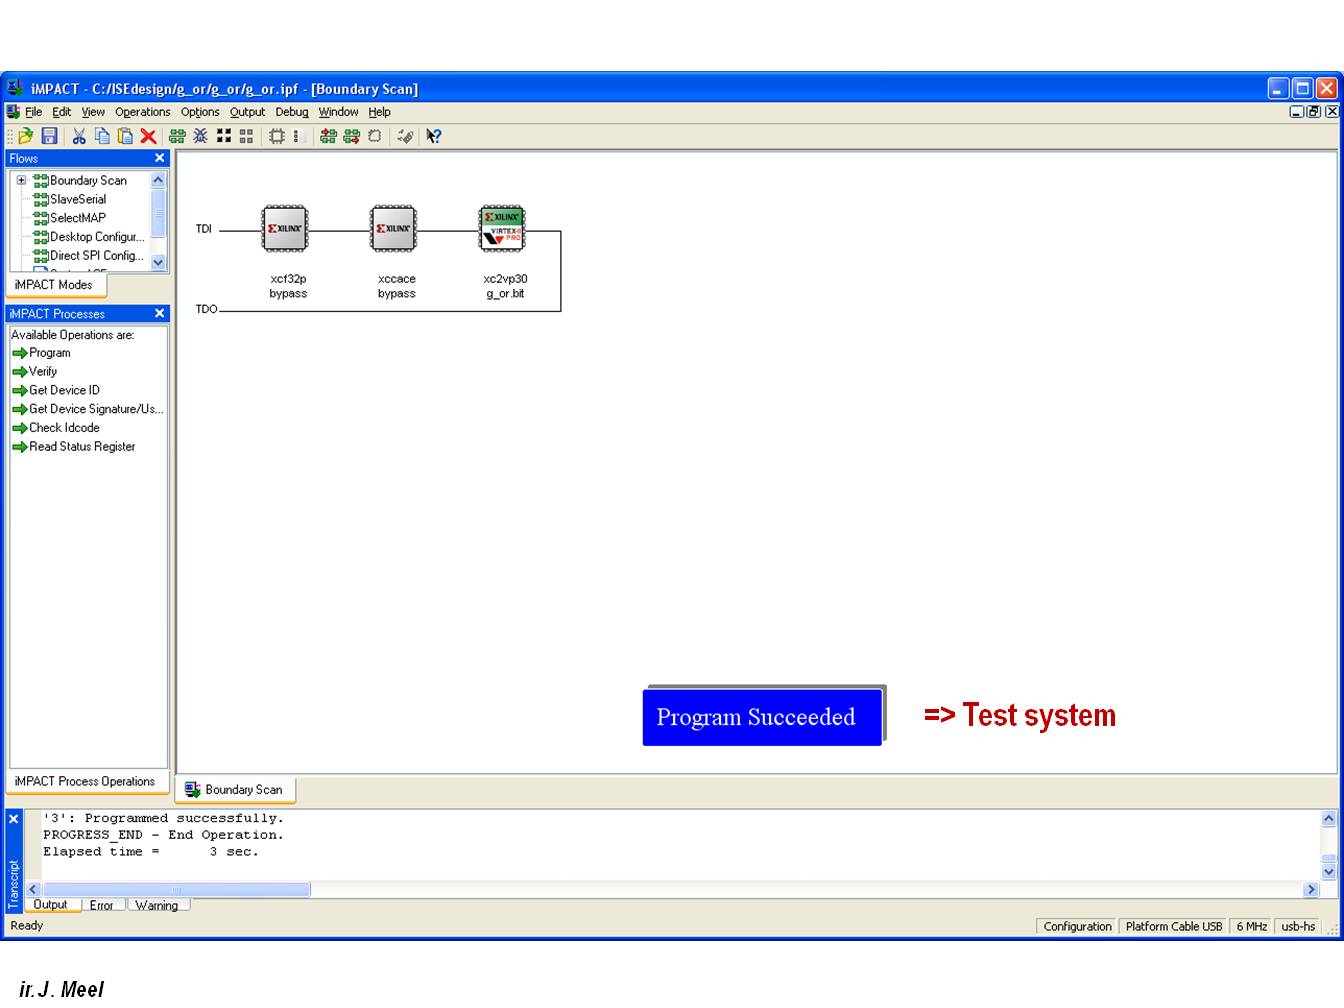 iMPACT - C:/ISEdesign/g_or/g_or/g_or.ipf - [Boundary Scan]
File Edit View Operations Options Output Debug Window Help
Flows
Boundary Scan
SlaveSerial
SelectMAP
Desktop Configur...
Direct SPI Config...
iMPACT Modes
iMPACT Processes
Available Operations are:
Program
Verify
Get Device ID
Get Device Signature/Us...
Check Idcode
Read Status Register
iMPACT Process Operations
TDI
XILINX XILINX XILINX
VIRTEX-II
PRO
xcf32p xccace xc2vp30
bypass bypass g_or.bit
TDO
Program Succeeded => Test system
Boundary Scan
'3': Programmed successfully.
PROGRESS_END - End Operation.
Elapsed time = 3 sec.
Transcript
Output Error Warning
Ready Configuration Platform Cable USB 6 MHz usb-hs
ir.J. Meel